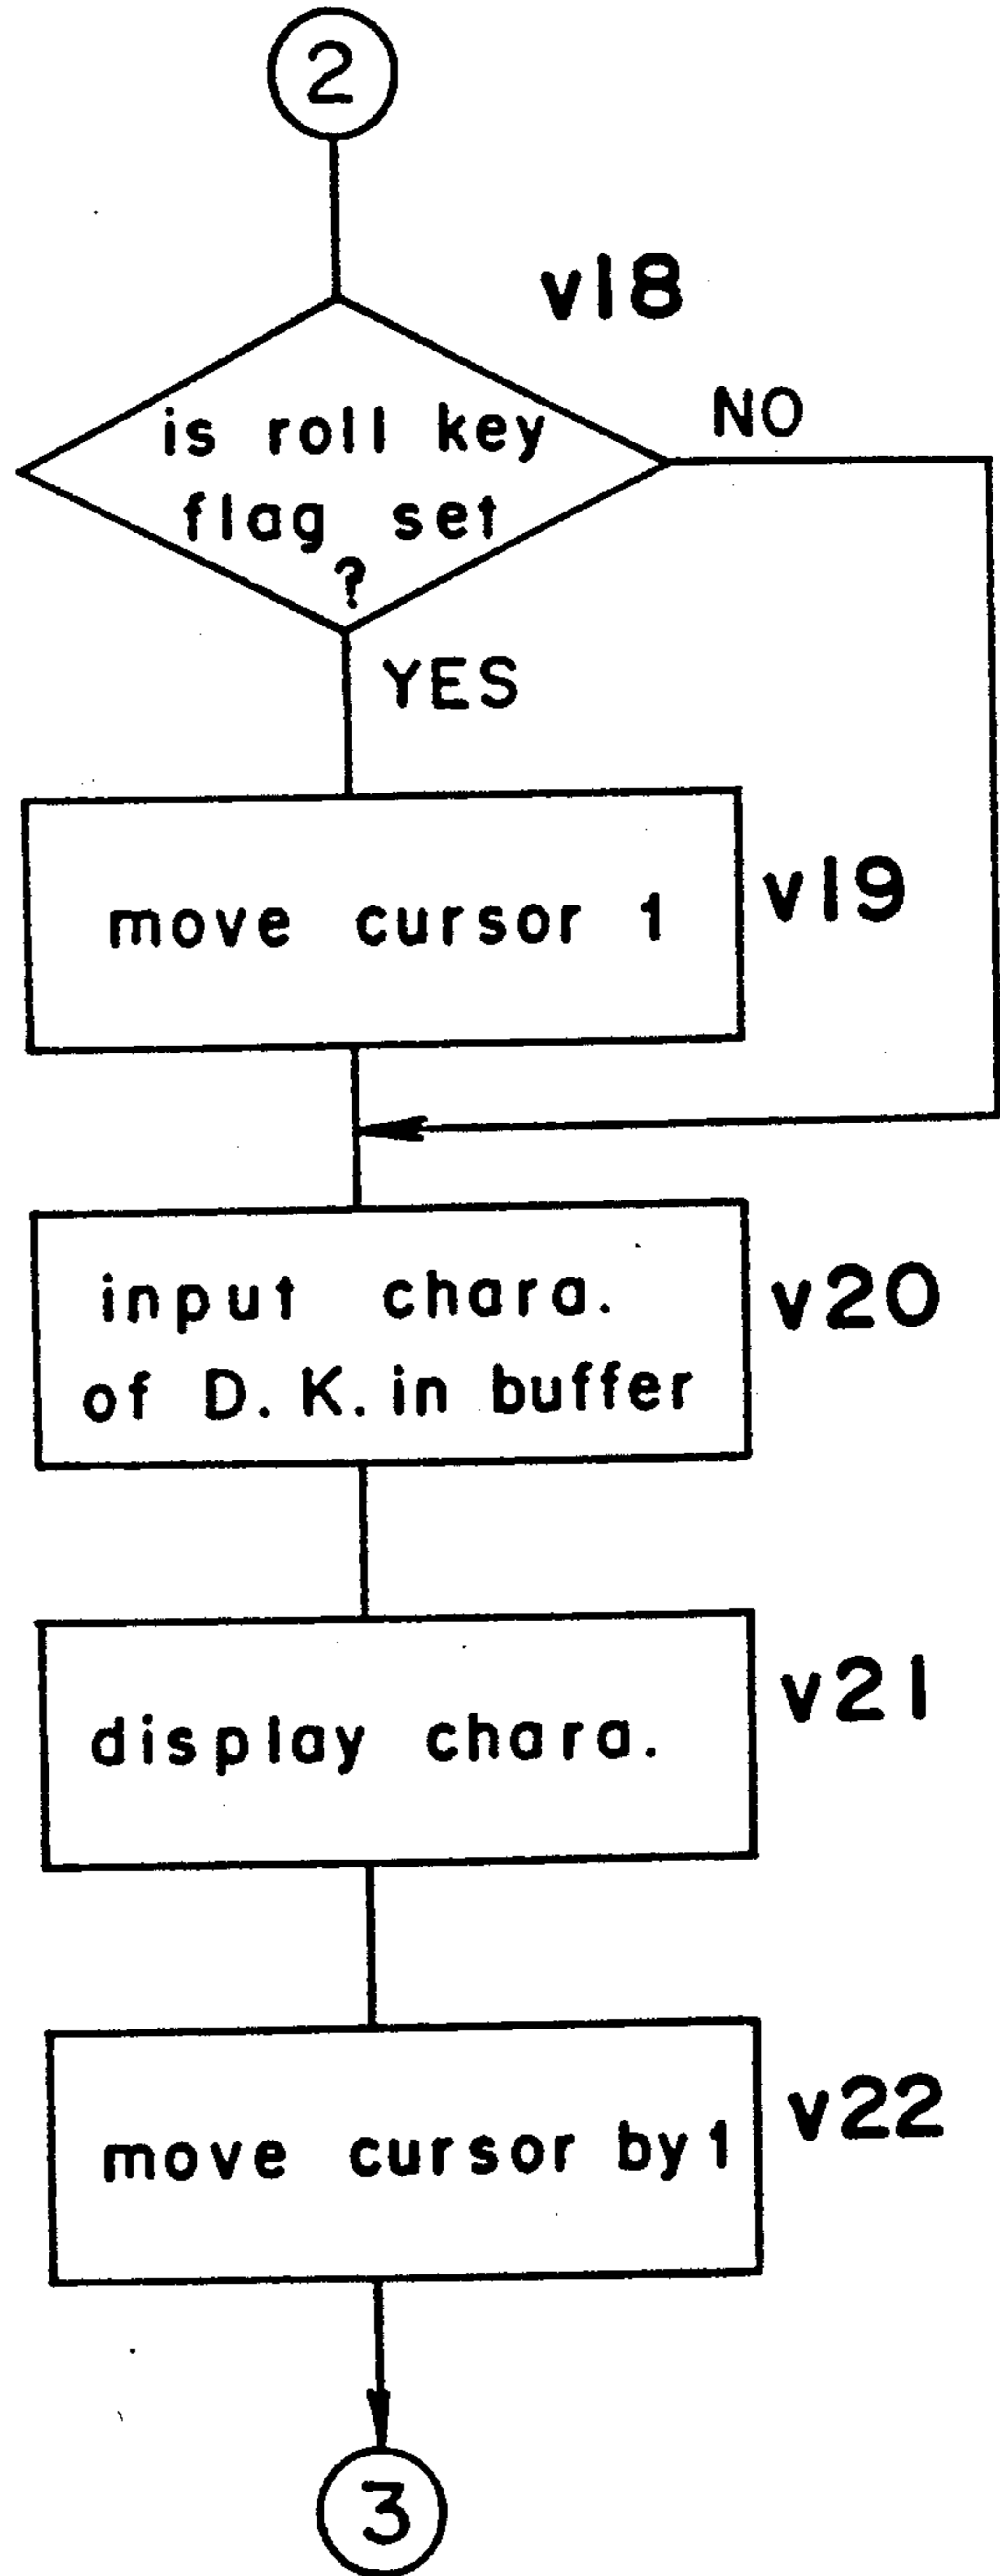 2
v18
is roll key
flag set
?
NO
YES
move cursor 1
v19
input chara.
of D. K. in buffer
v20
display chara.
v21
move cursor by 1
v22
3